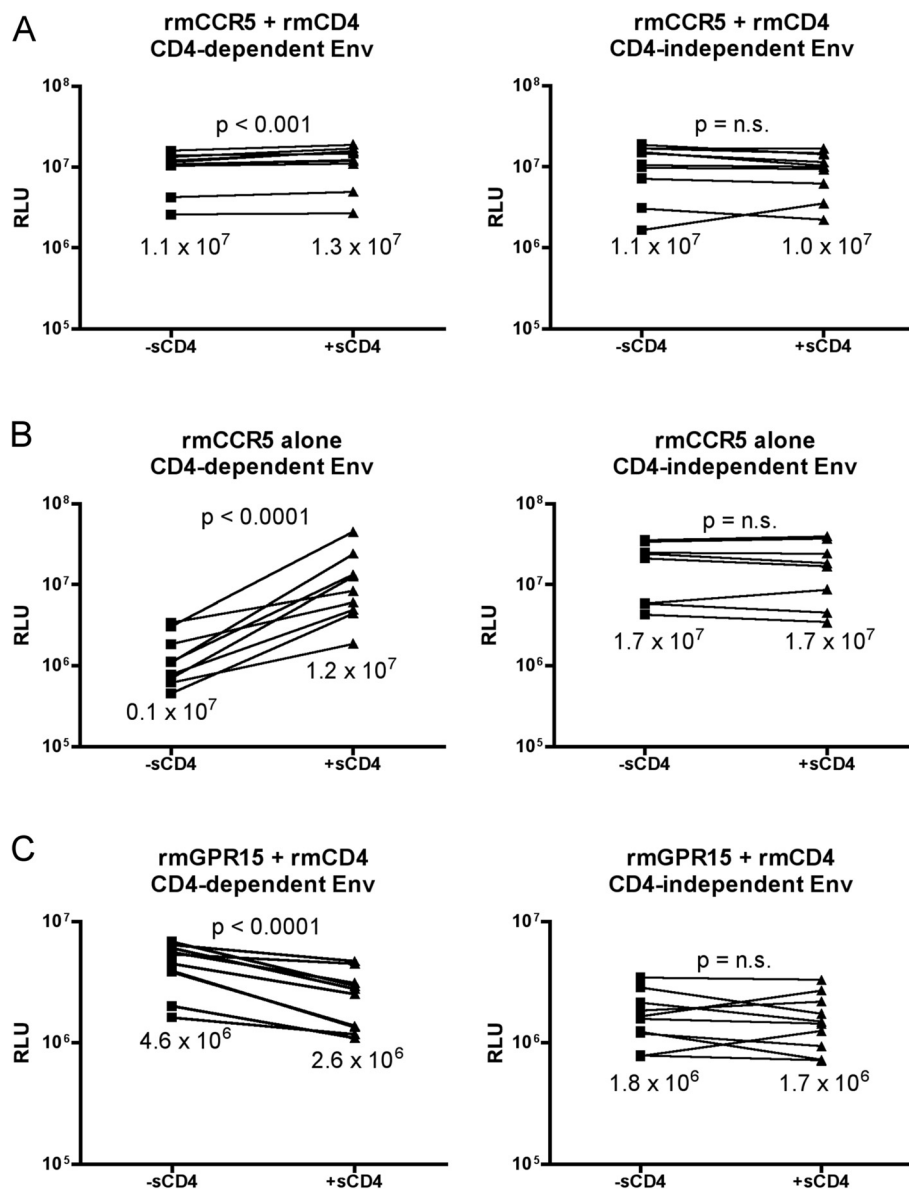 A
rmCCR5 + rmCD4
CD4-dependent Env
10⁸
p < 0.001
10⁷
RLU
10⁶
1.1 x 10⁷ 1.3 x 10⁷
10⁵
-sCD4 +sCD4
rmCCR5 + rmCD4
CD4-independent Env
10⁸
p = n.s.
10⁷
RLU
10⁶
1.1 x 10⁷ 1.0 x 10⁷
10⁵
-sCD4 +sCD4
B
rmCCR5 alone
CD4-dependent Env
10⁸
p < 0.0001
10⁷
RLU
10⁶
1.2 x 10⁷
0.1 x 10⁷
10⁵
-sCD4 +sCD4
rmCCR5 alone
CD4-independent Env
10⁸
p = n.s.
10⁷
RLU
10⁶
1.7 x 10⁷ 1.7 x 10⁷
10⁵
-sCD4 +sCD4
C
rmGPR15 + rmCD4
CD4-dependent Env
10⁷
p < 0.0001
RLU
10⁶
4.6 x 10⁶
2.6 x 10⁶
10⁵
-sCD4 +sCD4
rmGPR15 + rmCD4
CD4-independent Env
10⁷
p = n.s.
RLU
10⁶
1.8 x 10⁶ 1.7 x 10⁶
10⁵
-sCD4 +sCD4